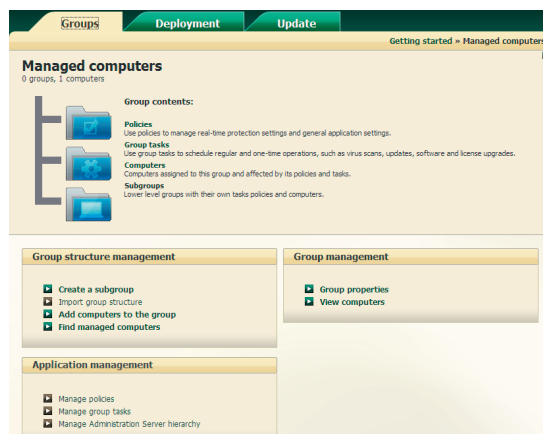 Groups
Deployment
Update
Getting started » Managed computers
Managed computers
0 groups, 1 computers
Group contents:
Policies
Use policies to manage real-time protection settings and general application settings.
Group tasks
Use group tasks to schedule regular and one-time operations, such as virus scans, updates, software and license upgrades.
Computers
Computers assigned to this group and affected by its policies and tasks.
Subgroups
Lower level groups with their own tasks policies and computers.
Group structure management
Create a subgroup
Import group structure
Add computers to the group
Find managed computers
Group management
Group properties
View computers
Application management
Manage policies
Manage group tasks
Manage Administration Server hierarchy